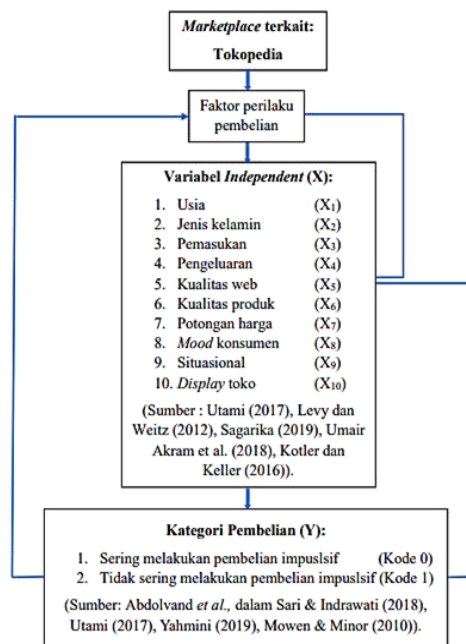 Marketplace terkait:
Tokopedia
Faktor perilaku
pembelian
Variabel Independent (X):
1. Usia (X₁)
2. Jenis kelamin (X₂)
3. Pemasukan (X₃)
4. Pengeluaran (X₄)
5. Kualitas web (X₅)
6. Kualitas produk (X₆)
7. Potongan harga (X₇)
8. Mood konsumen (X₈)
9. Situasional (X₉)
10. Display toko (X₁₀)
(Sumber : Utami (2017), Levy dan
Weitz (2012), Sagarika (2019), Umair
Akram et al. (2018), Kotler dan
Keller (2016)).
Kategori Pembelian (Y):
1. Sering melakukan pembelian impuslsif (Kode 0)
2. Tidak sering melakukan pembelian impuslsif (Kode 1)
(Sumber: Abdolvand et al., dalam Sari & Indrawati (2018),
Utami (2017), Yahmini (2019), Mowen & Minor (2010)).